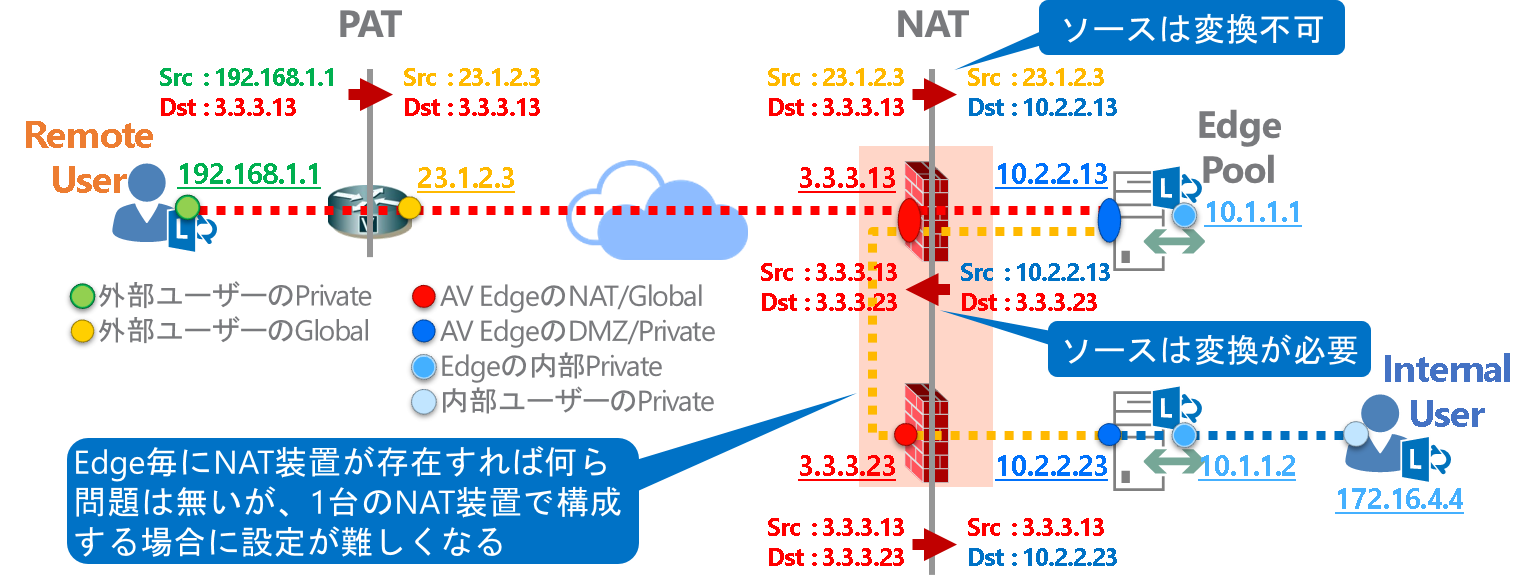 PAT
NAT
ソースは変換不可
Src : 192.168.1.1
Dst : 3.3.3.13
Src : 23.1.2.3
Dst : 3.3.3.13
Src : 23.1.2.3
Dst : 3.3.3.13
Src : 23.1.2.3
Dst : 10.2.2.13
Remote
User
192.168.1.1
23.1.2.3
3.3.3.13
10.2.2.13
Edge
Pool
10.1.1.1
外部ユーザーのPrivate
外部ユーザーのGlobal
AV EdgeのNAT/Global
AV EdgeのDMZ/Private
Edgeの内部Private
内部ユーザーのPrivate
Src : 3.3.3.13
Dst : 3.3.3.23
Src : 10.2.2.13
Dst : 3.3.3.23
ソースは変換が必要
Internal
User
3.3.3.23
10.2.2.23
10.1.1.2
172.16.4.4
Edge毎にNAT装置が存在すれば何ら
問題は無いが、1台のNAT装置で構成
する場合に設定が難しくなる
Src : 3.3.3.13
Dst : 3.3.3.23
Src : 3.3.3.13
Dst : 10.2.2.23